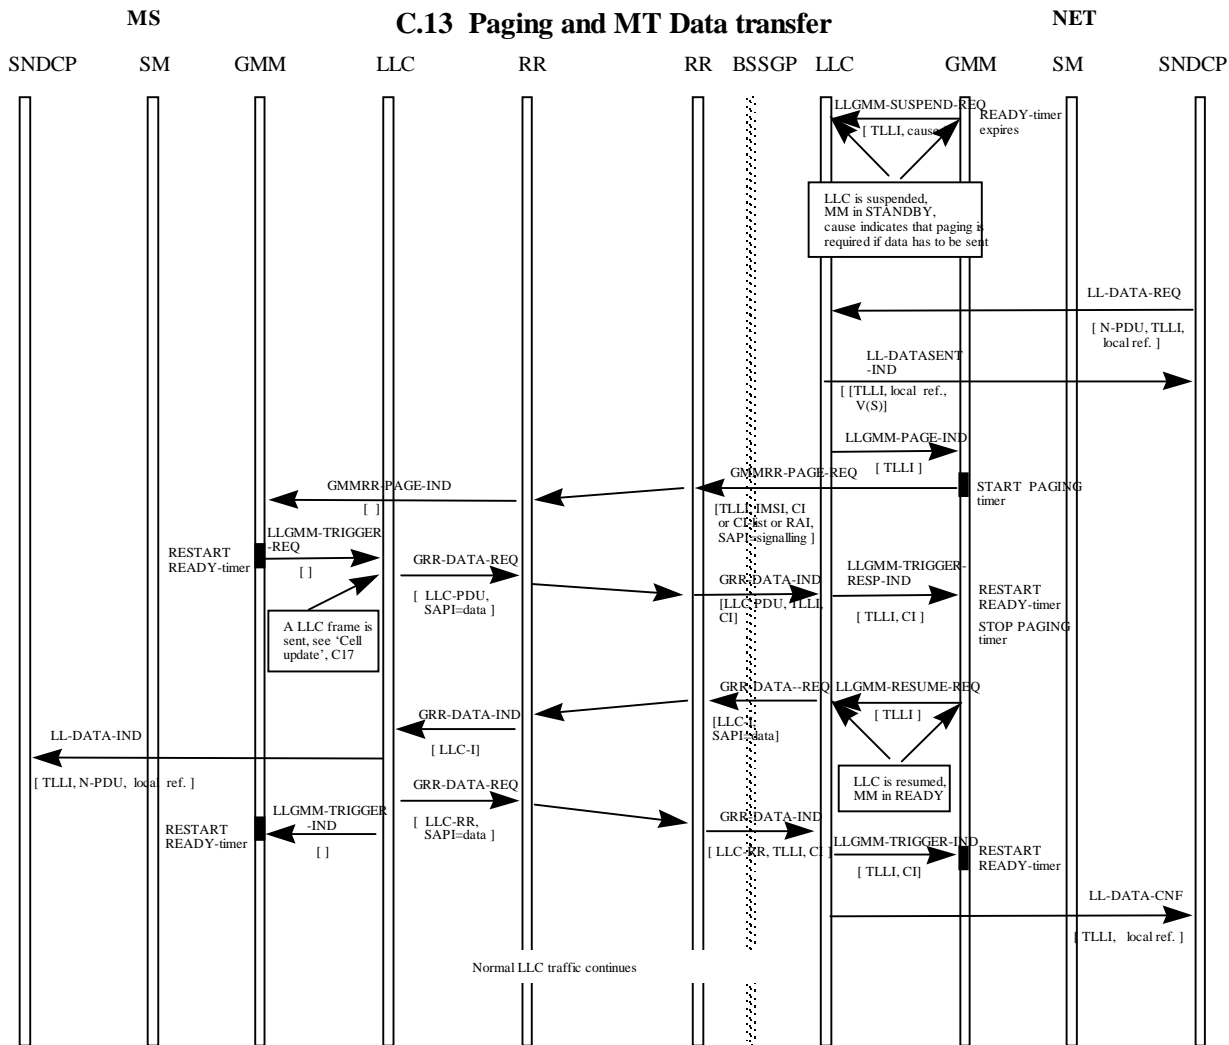 MS
C.13 Paging and MT Data transfer
NET
SNDCP SM GMM LLC RR RR BSSGP LLC GMM SM SNDCP
LLGMM-SUSPEND-REQ
[ TLLI, cause ]
READY-timer
expires
LLC is suspended,
MM in STANDBY,
cause indicates that paging is
required if data has to be sent
LL-DATA-REQ
[ N-PDU, TLLI,
local ref. ]
LL-DATASENT
-IND
[ [TLLI, local ref.,
V(S)]
LLGMM-PAGE-IND
[ TLLI ]
GMMRR-PAGE-REQ
[TLLI, IMSI, CI
or CI-list or RAI,
SAPI=signalling ]
START PAGING
timer
GMMRR-PAGE-IND
[ ]
LLGMM-TRIGGER
-REQ
[ ]
RESTART
READY-timer
GRR-DATA-REQ
[ LLC-PDU,
SAPI=data ]
GRR-DATA-IND
[LLC-PDU, TLLI,
CI]
LLGMM-TRIGGER-
RESP-IND
[ TLLI, CI ]
RESTART
READY-timer
STOP PAGING
timer
A LLC frame is
sent, see ‘Cell
update’, C17
GRR-DATA--REQ
[LLC-I,
SAPI=data]
LLGMM-RESUME-REQ
[ TLLI ]
GRR-DATA-IND
[ LLC-I ]
LL-DATA-IND
[ TLLI, N-PDU, local ref. ]
LLC is resumed,
MM in READY
GRR-DATA-REQ
[ LLC-RR,
SAPI=data ]
LLGMM-TRIGGER
-IND
[ ]
RESTART
READY-timer
GRR-DATA-IND
[ LLC-RR, TLLI, CI ]
LLGMM-TRIGGER-IND
[ TLLI, CI]
RESTART
READY-timer
LL-DATA-CNF
[ TLLI, local ref. ]
Normal LLC traffic continues